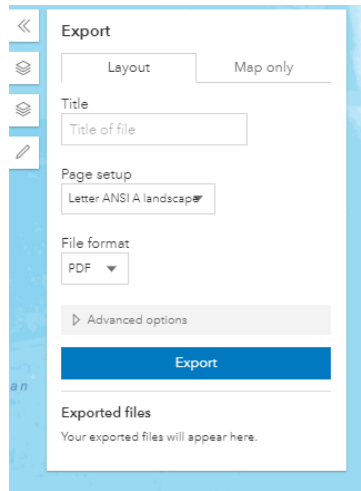 Export
Layout Map only
Title
Title of file
Page setup
Letter ANSI A landscape
File format
PDF
Advanced options
Export
an
Exported files
Your exported files will appear here.